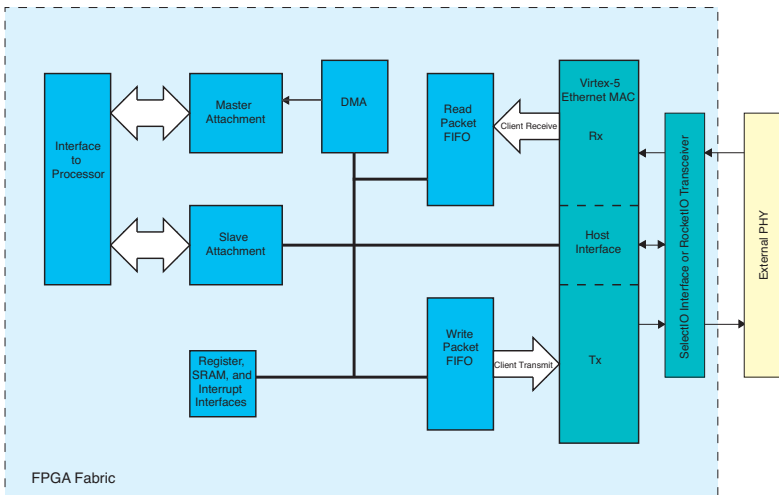 Interface
to
Processor
Master
Attachment
DMA
Read
Packet
FIFO
Client Receive
Virtex-5
Ethernet MAC
Rx
Slave
Attachment
Host
Interface
SelectIO Interface or RocketIO Transceiver
External PHY
Register,
SRAM, and
Interrupt
Interfaces
Write
Packet
FIFO
Client Transmit
Tx
FPGA Fabric